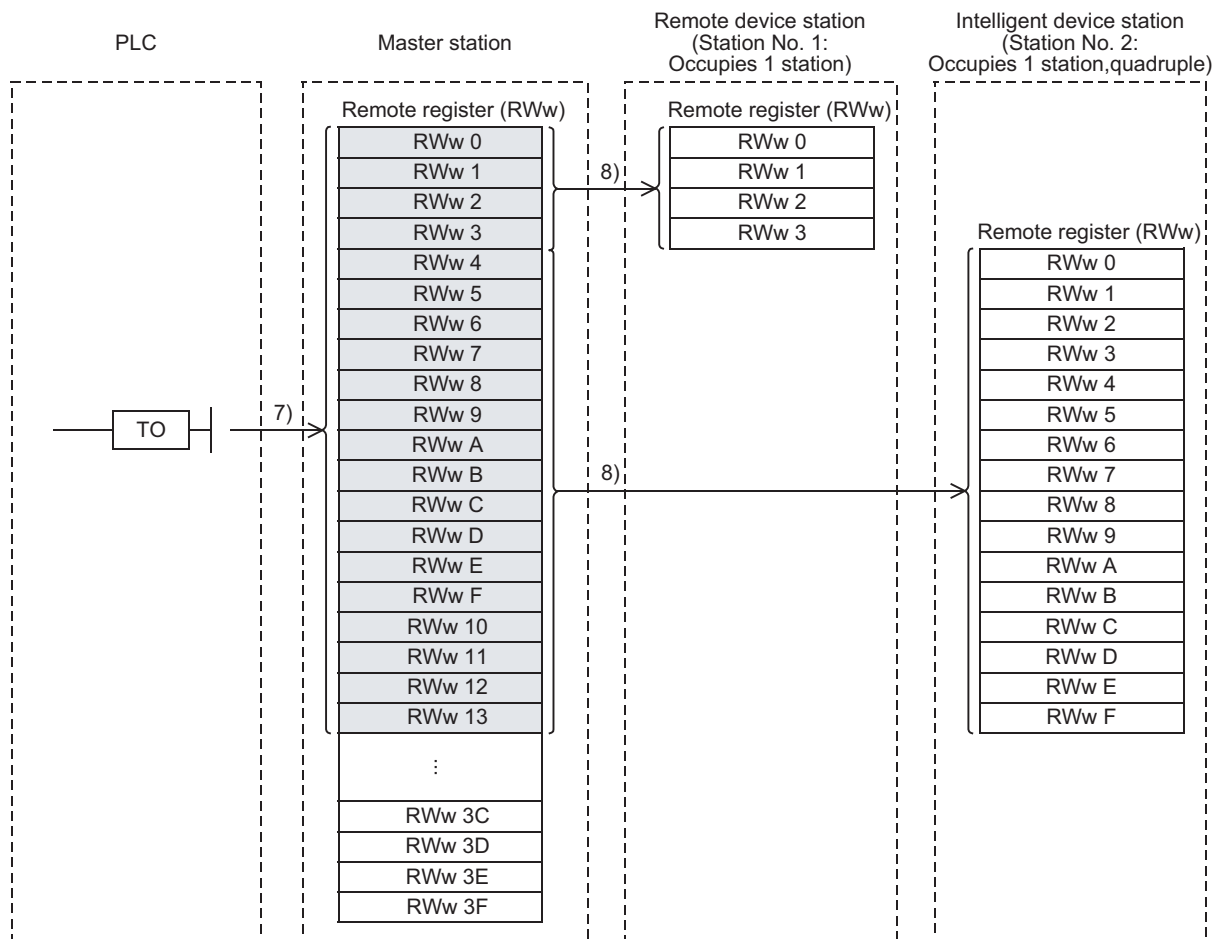 PLC
Master station
Remote device station
(Station No. 1:
Occupies 1 station)
Intelligent device station
(Station No. 2:
Occupies 1 station,quadruple)
TO
7)
Remote register (RWw)
RWw 0
RWw 1
RWw 2
RWw 3
RWw 4
RWw 5
RWw 6
RWw 7
RWw 8
RWw 9
RWw A
RWw B
RWw C
RWw D
RWw E
RWw F
RWw 10
RWw 11
RWw 12
RWw 13
⋮
RWw 3C
RWw 3D
RWw 3E
RWw 3F
8)
8)
Remote register (RWw)
RWw 0
RWw 1
RWw 2
RWw 3
Remote register (RWw)
RWw 0
RWw 1
RWw 2
RWw 3
RWw 4
RWw 5
RWw 6
RWw 7
RWw 8
RWw 9
RWw A
RWw B
RWw C
RWw D
RWw E
RWw F